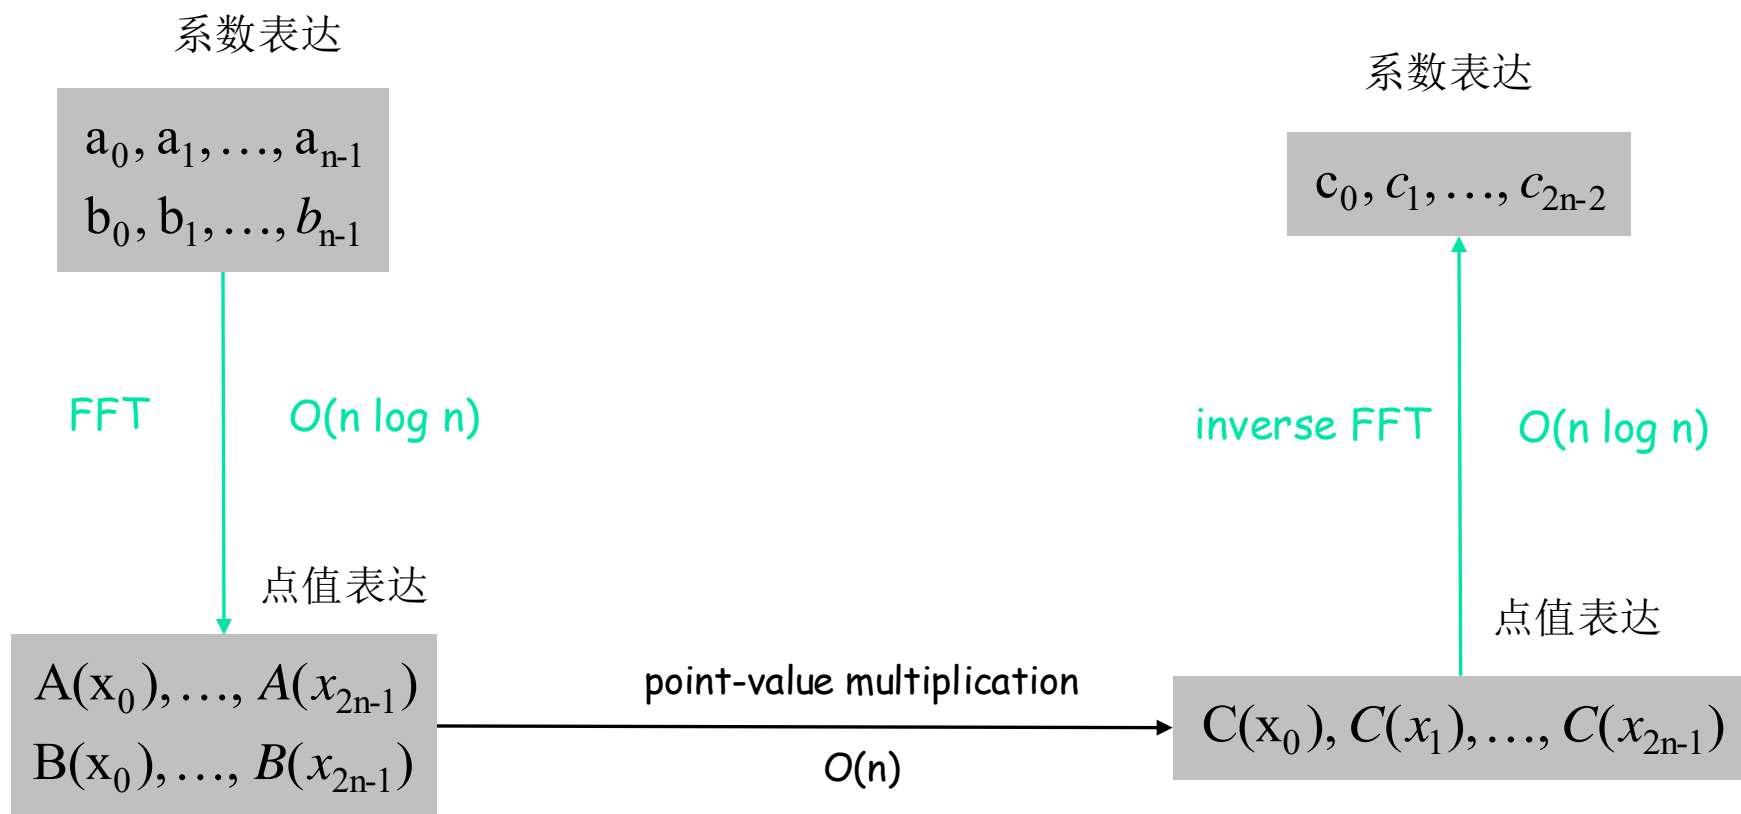 系数表达
a₀, a₁,…, aₙ₋₁
b₀, b₁,…, bₙ₋₁
FFT
O(n log n)
点值表达
A(x₀),…, A(x₂ₙ₋₁)
B(x₀),…, B(x₂ₙ₋₁)
point-value multiplication
O(n)
系数表达
c₀, c₁,…, c₂ₙ₋₂
inverse FFT
O(n log n)
点值表达
C(x₀), C(x₁),…, C(x₂ₙ₋₁)